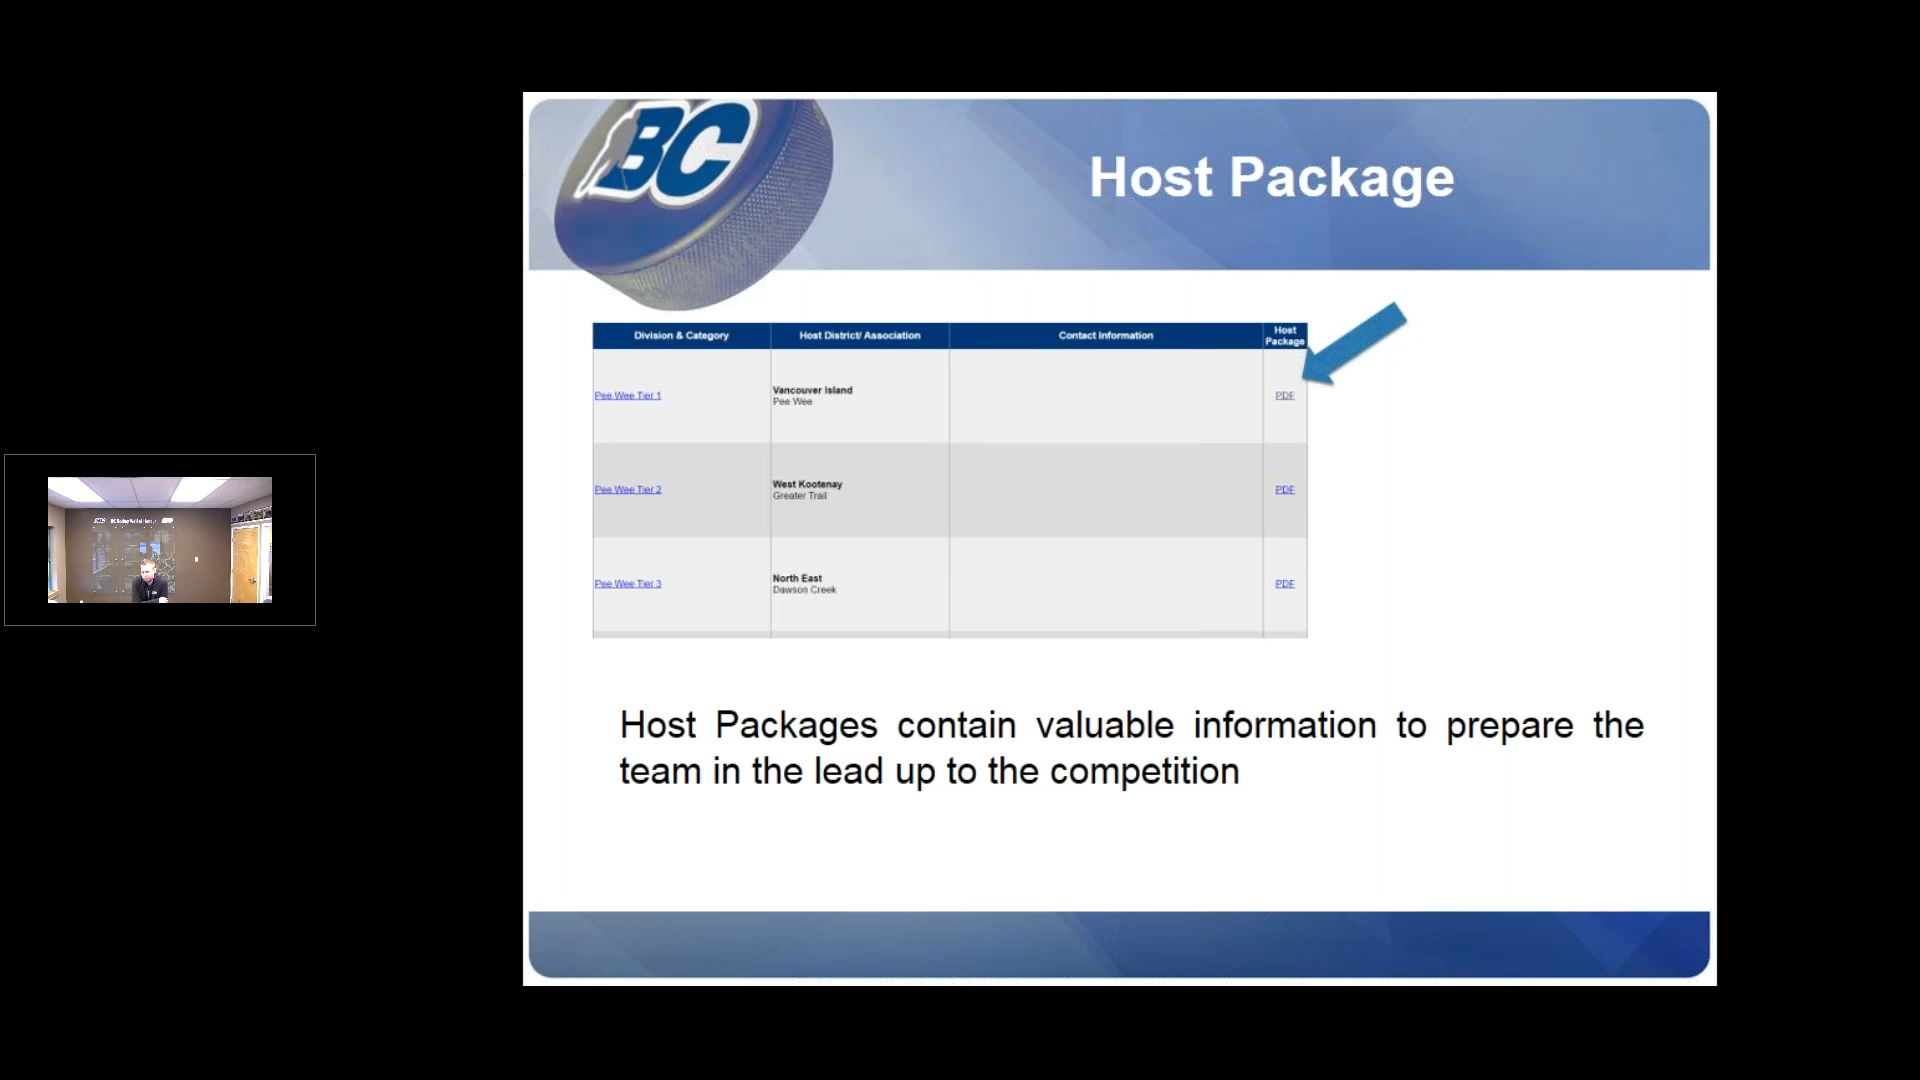 BC
Host Package
Division & Category
Host District/ Association
Contact Information
Host
Package
Pee Wee Tier 1
Vancouver Island
Pee Wee
PDF
Pee Wee Tier 2
West Kootenay
Greater Trail
PDF
Pee Wee Tier 3
North East
Dawson Creek
PDF
Host Packages contain valuable information to prepare the
team in the lead up to the competition